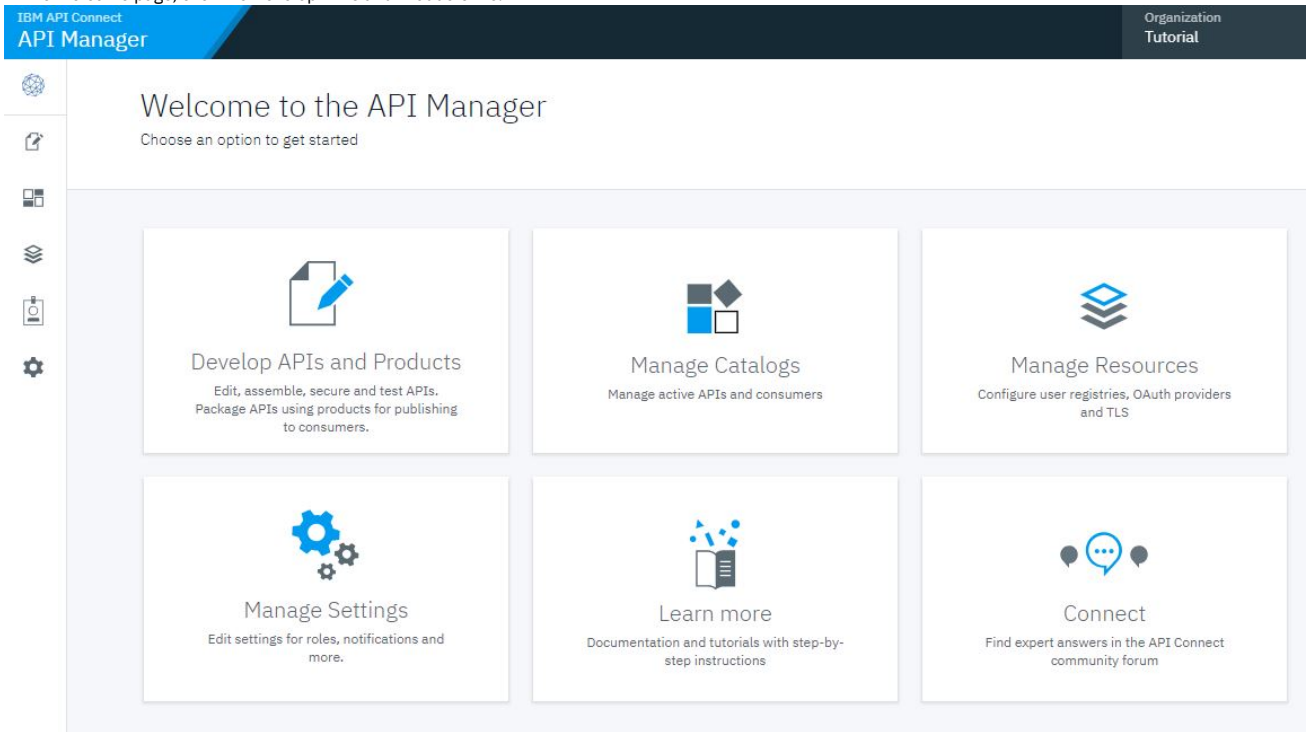 IBM API Connect
API Manager
Organization
Tutorial
Welcome to the API Manager
Choose an option to get started
Develop APIs and Products
Edit, assemble, secure and test APIs.
Package APIs using products for publishing
to consumers.
Manage Catalogs
Manage active APIs and consumers
Manage Resources
Configure user registries, OAuth providers
and TLS
Manage Settings
Edit settings for roles, notifications and
more.
Learn more
Documentation and tutorials with step-by-
step instructions
Connect
Find expert answers in the API Connect
community forum